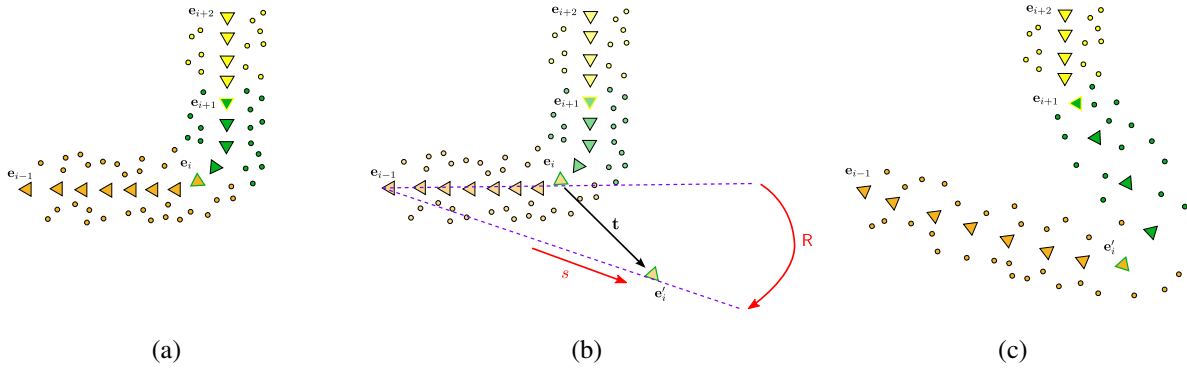 e_{i+2}
e_{i+1}
e_i
e_{i−1}
(a)
e_{i+2}
e_{i+1}
e_i
e_{i−1}
t
R
s
e′_i
(b)
e_{i+2}
e_{i+1}
e_{i−1}
e′_i
(c)